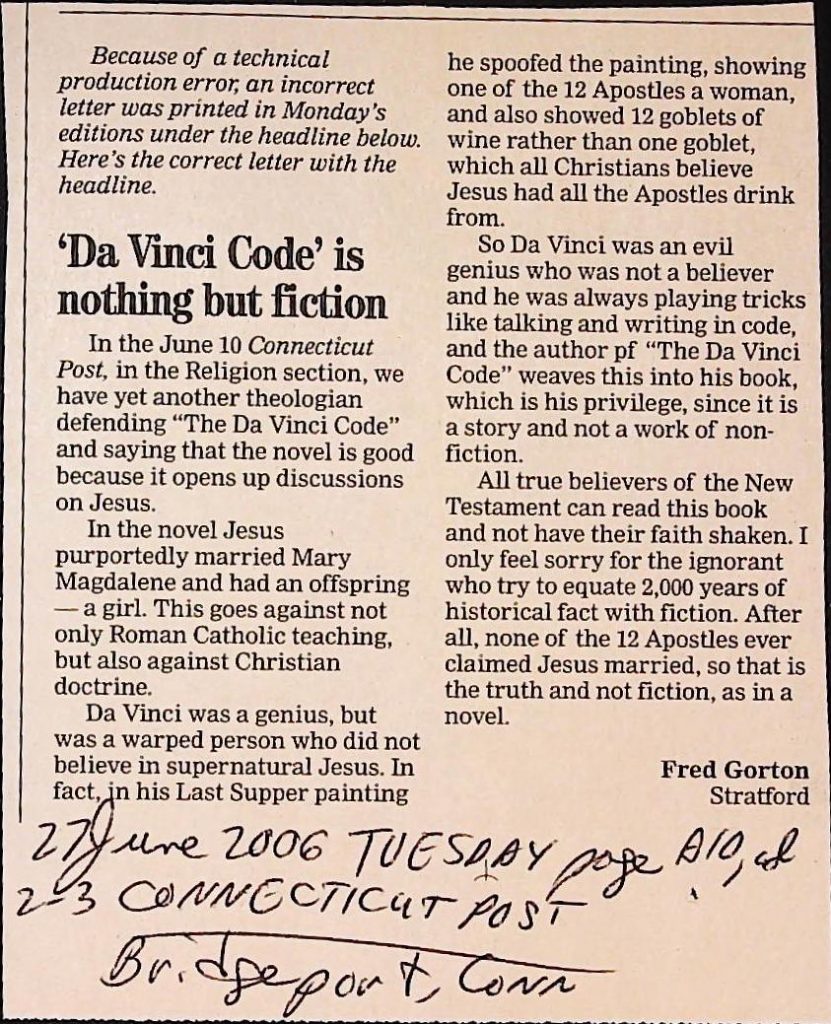 Because of a technical
production error, an incorrect
letter was printed in Monday's
editions under the headline below.
Here's the correct letter with the
headline.
'Da Vinci Code' is
nothing but fiction
In the June 10 Connecticut
Post, in the Religion section, we
have yet another theologian
defending "The Da Vinci Code"
and saying that the novel is good
because it opens up discussions
on Jesus.
In the novel Jesus
purportedly married Mary
Magdalene and had an offspring
— a girl. This goes against not
only Roman Catholic teaching,
but also against Christian
doctrine.
Da Vinci was a genius, but
was a warped person who did not
believe in supernatural Jesus. In
fact, in his Last Supper painting
he spoofed the painting, showing
one of the 12 Apostles a woman,
and also showed 12 goblets of
wine rather than one goblet,
which all Christians believe
Jesus had all the Apostles drink
from.
So Da Vinci was an evil
genius who was not a believer
and he was always playing tricks
like talking and writing in code,
and the author pf "The Da Vinci
Code" weaves this into his book,
which is his privilege, since it is
a story and not a work of non-
fiction.
All true believers of the New
Testament can read this book
and not have their faith shaken. I
only feel sorry for the ignorant
who try to equate 2,000 years of
historical fact with fiction. After
all, none of the 12 Apostles ever
claimed Jesus married, so that is
the truth and not fiction, as in a
novel.
Fred Gorton
Stratford
27 June 2006 TUESDAY page A10,
2-3 CONNECTICUT POST
Bridgeport, Conn